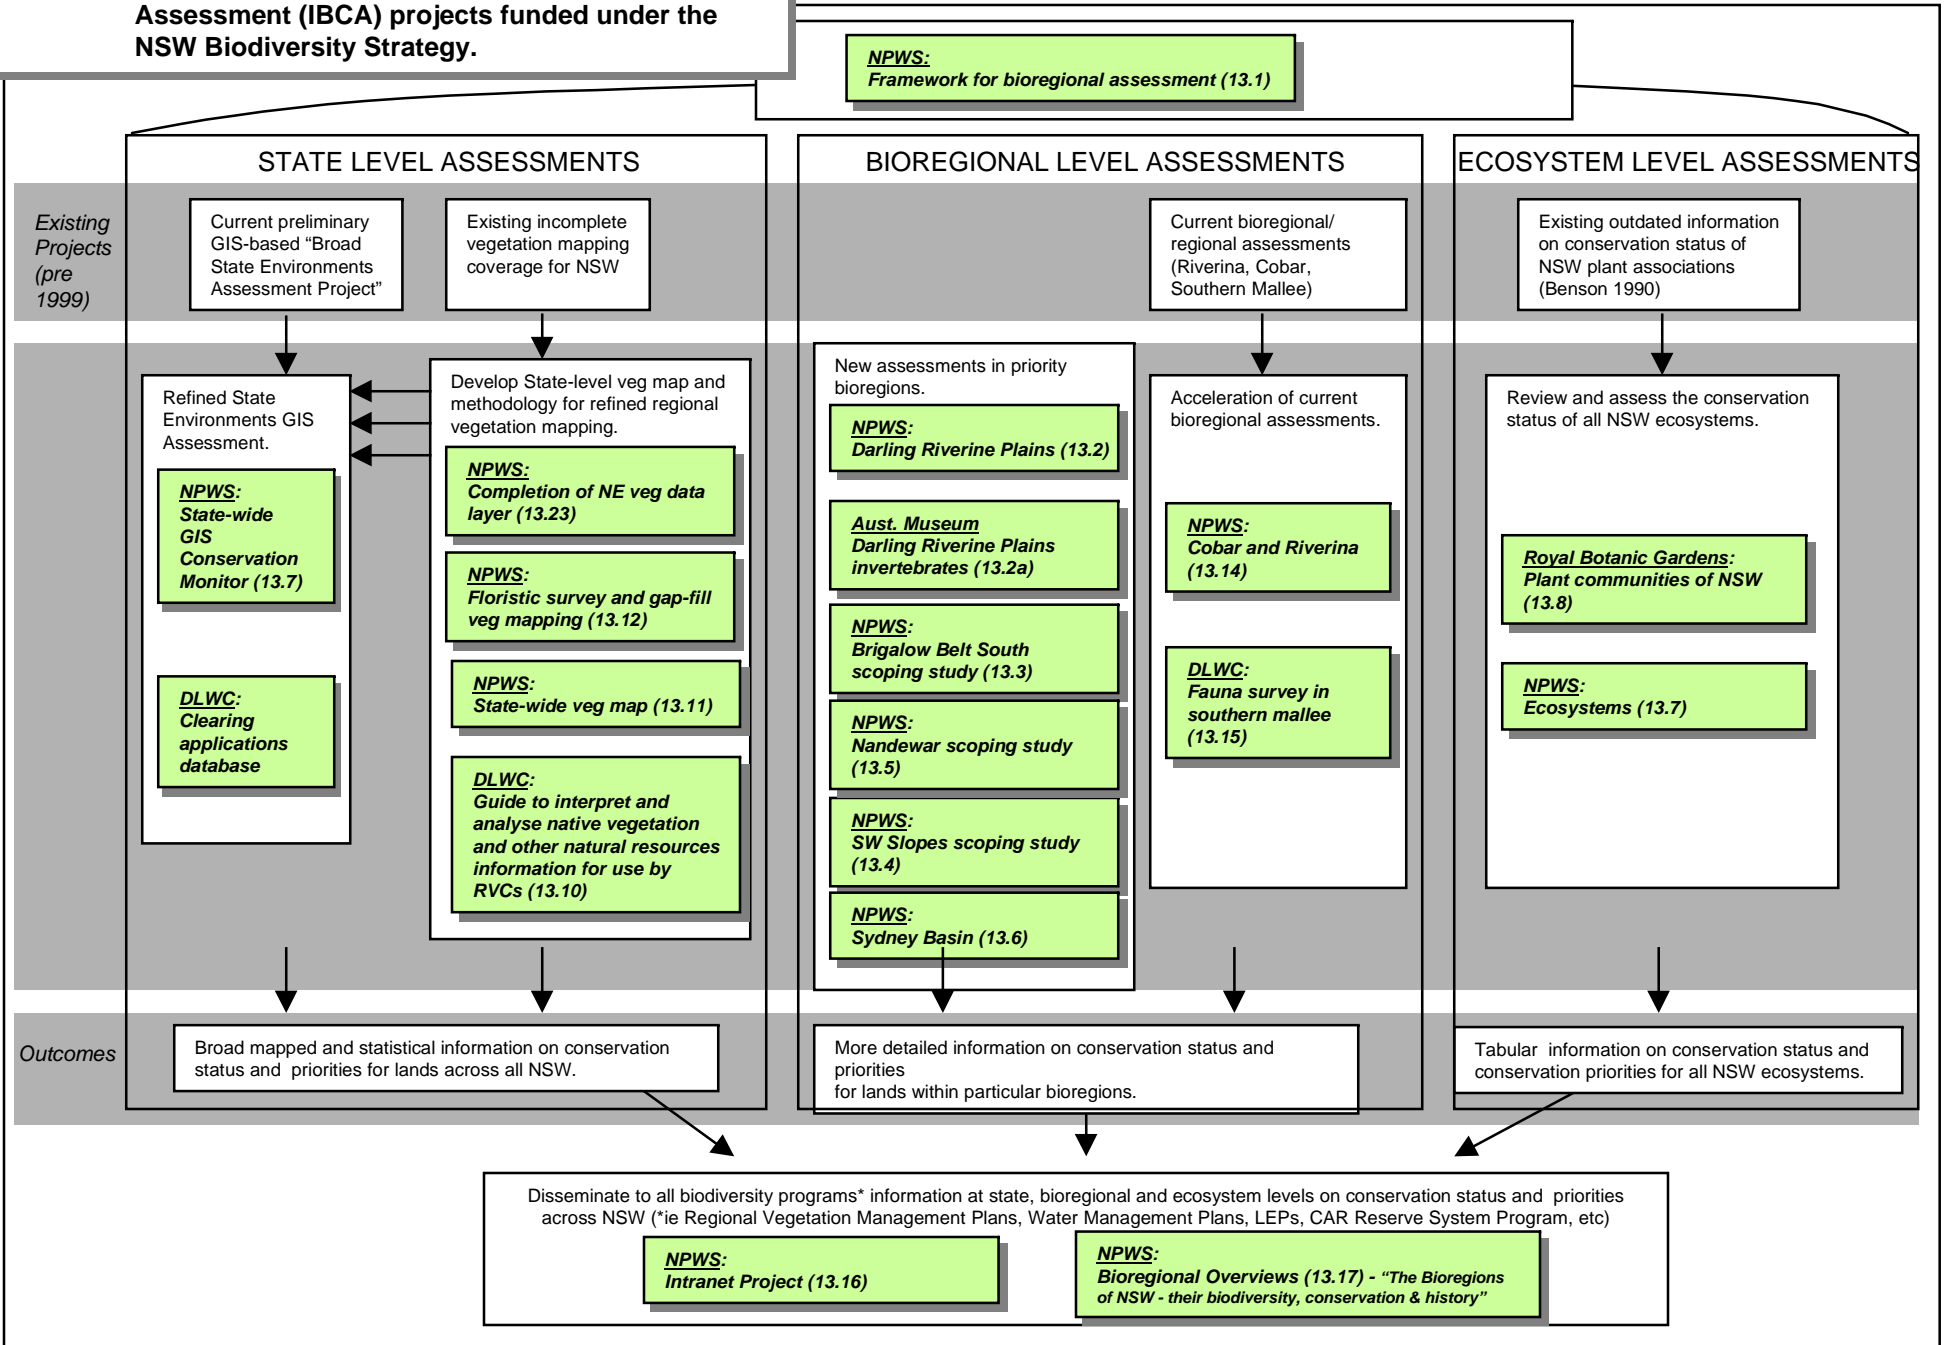 Assessment (IBCA) projects funded under the
NSW Biodiversity Strategy.
NPWS:
Framework for bioregional assessment (13.1)
STATE LEVEL ASSESSMENTS
BIOREGIONAL LEVEL ASSESSMENTS
ECOSYSTEM LEVEL ASSESSMENTS
Existing
Projects
(pre
1999)
Current preliminary
GIS-based “Broad
State Environments
Assessment Project”
Existing incomplete
vegetation mapping
coverage for NSW
Current bioregional/
regional assessments
(Riverina, Cobar,
Southern Mallee)
Existing outdated information
on conservation status of
NSW plant associations
(Benson 1990)
Refined State
Environments GIS
Assessment.
NPWS:
State-wide
GIS
Conservation
Monitor (13.7)
DLWC:
Clearing
applications
database
Develop State-level veg map and
methodology for refined regional
vegetation mapping.
NPWS:
Completion of NE veg data
layer (13.23)
NPWS:
Floristic survey and gap-fill
veg mapping (13.12)
NPWS:
State-wide veg map (13.11)
DLWC:
Guide to interpret and
analyse native vegetation
and other natural resources
information for use by
RVCs (13.10)
New assessments in priority
bioregions.
NPWS:
Darling Riverine Plains (13.2)
Aust. Museum
Darling Riverine Plains
invertebrates (13.2a)
NPWS:
Brigalow Belt South
scoping study (13.3)
NPWS:
Nandewar scoping study
(13.5)
NPWS:
SW Slopes scoping study
(13.4)
NPWS:
Sydney Basin (13.6)
Acceleration of current
bioregional assessments.
NPWS:
Cobar and Riverina
(13.14)
DLWC:
Fauna survey in
southern mallee
(13.15)
Review and assess the conservation
status of all NSW ecosystems.
Royal Botanic Gardens:
Plant communities of NSW
(13.8)
NPWS:
Ecosystems (13.7)
Outcomes
Broad mapped and statistical information on conservation
status and  priorities for lands across all NSW.
More detailed information on conservation status and
priorities
for lands within particular bioregions.
Tabular  information on conservation status and
conservation priorities for all NSW ecosystems.
Disseminate to all biodiversity programs* information at state, bioregional and ecosystem levels on conservation status and  priorities
across NSW (*ie Regional Vegetation Management Plans, Water Management Plans, LEPs, CAR Reserve System Program, etc)
NPWS:
Intranet Project (13.16)
NPWS:
Bioregional Overviews (13.17) - “The Bioregions
of NSW - their biodiversity, conservation & history”